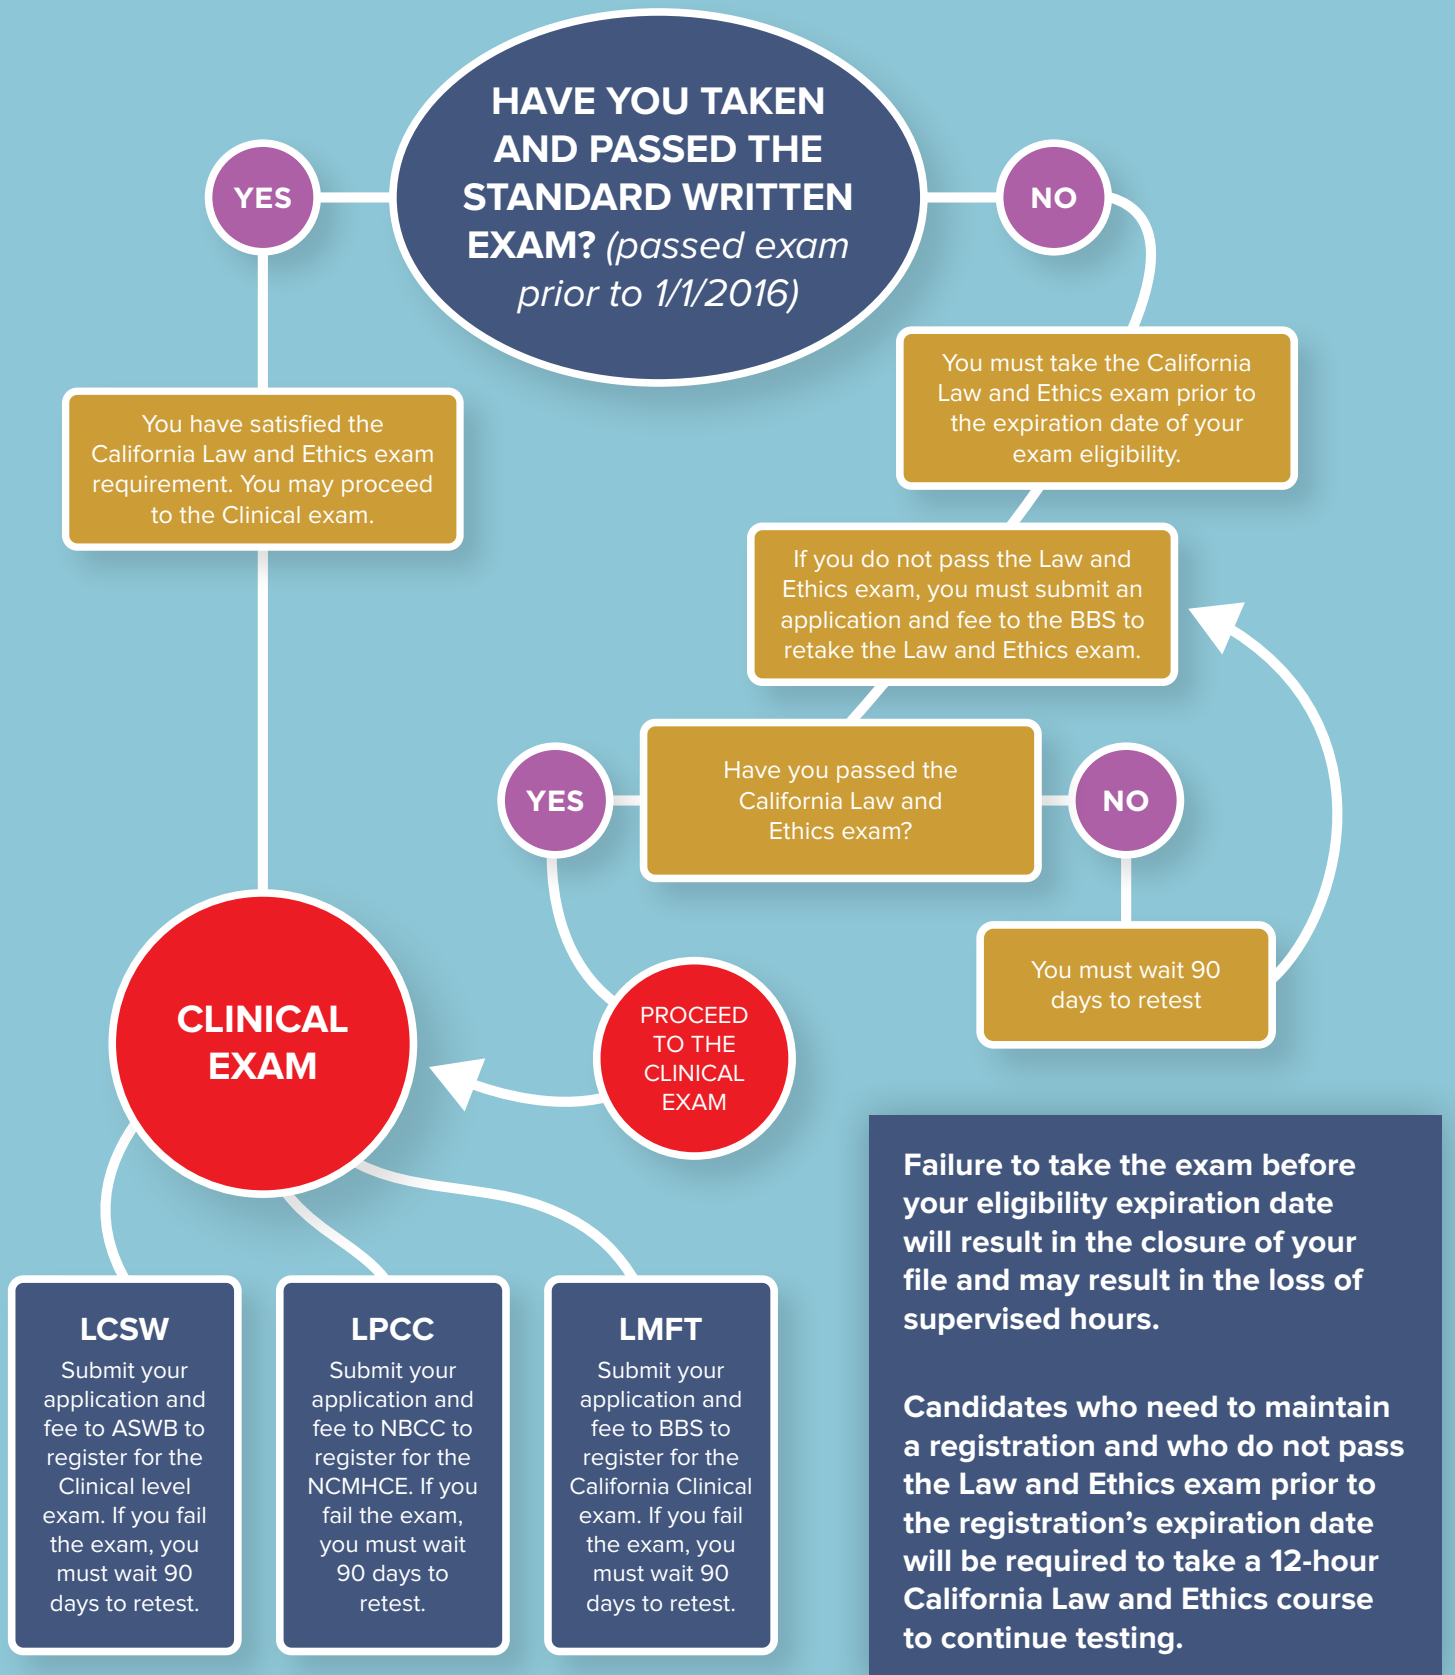 HAVE YOU TAKEN
AND PASSED THE
STANDARD WRITTEN
EXAM? (passed exam
prior to 1/1/2016)
YES
NO
You have satisfied the
California Law and Ethics exam
requirement. You may proceed
to the Clinical exam.
You must take the California
Law and Ethics exam prior to
the expiration date of your
exam eligibility.
If you do not pass the Law and
Ethics exam, you must submit an
application and fee to the BBS to
retake the Law and Ethics exam.
Have you passed the
California Law and
Ethics exam?
YES
NO
You must wait 90
days to retest
PROCEED
TO THE
CLINICAL
EXAM
CLINICAL
EXAM
LCSW
Submit your
application and
fee to ASWB to
register for the
Clinical level
exam. If you fail
the exam, you
must wait 90
days to retest.
LPCC
Submit your
application and
fee to NBCC to
register for the
NCMHCE. If you
fail the exam,
you must wait
90 days to
retest.
LMFT
Submit your
application and
fee to BBS to
register for the
California Clinical
exam. If you fail
the exam, you
must wait 90
days to retest.
Failure to take the exam before
your eligibility expiration date
will result in the closure of your
file and may result in the loss of
supervised hours.
Candidates who need to maintain
a registration and who do not pass
the Law and Ethics exam prior to
the registration’s expiration date
will be required to take a 12-hour
California Law and Ethics course
to continue testing.